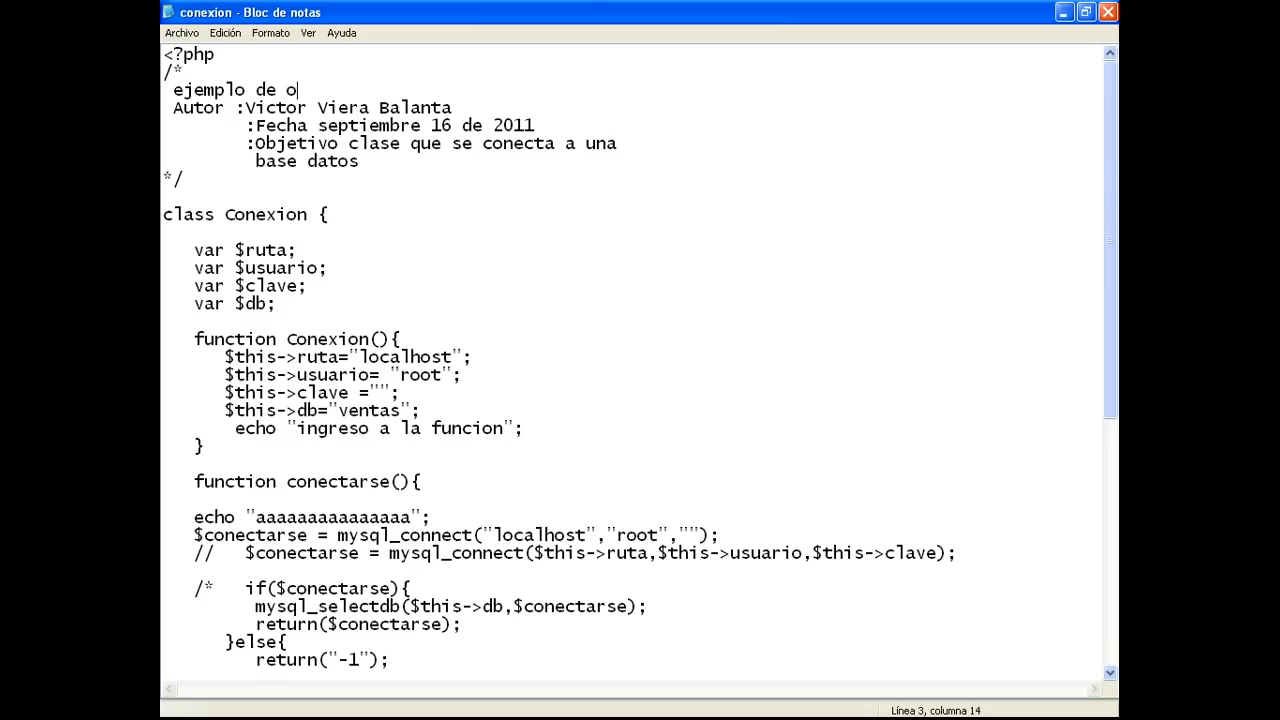 conexion - Bloc de notas
Archivo Edición Formato Ver Ayuda
<?php
/*
ejemplo de o
Autor :Victor Viera Balanta
:Fecha septiembre 16 de 2011
:Objetivo clase que se conecta a una
base datos
*/
class Conexion {
var $ruta;
var $usuario;
var $clave;
var $db;
function Conexion(){
$this->ruta="localhost";
$this->usuario= "root";
$this->clave ="";
$this->db="ventas";
echo "ingreso a la funcion";
}
function conectarse(){
echo "aaaaaaaaaaaaaaa";
$conectarse = mysql_connect("localhost","root","");
// $conectarse = mysql_connect($this->ruta,$this->usuario,$this->clave);
/* if($conectarse){
mysql_selectdb($this->db,$conectarse);
return($conectarse);
}else{
return("-1");
Línea 3, columna 14